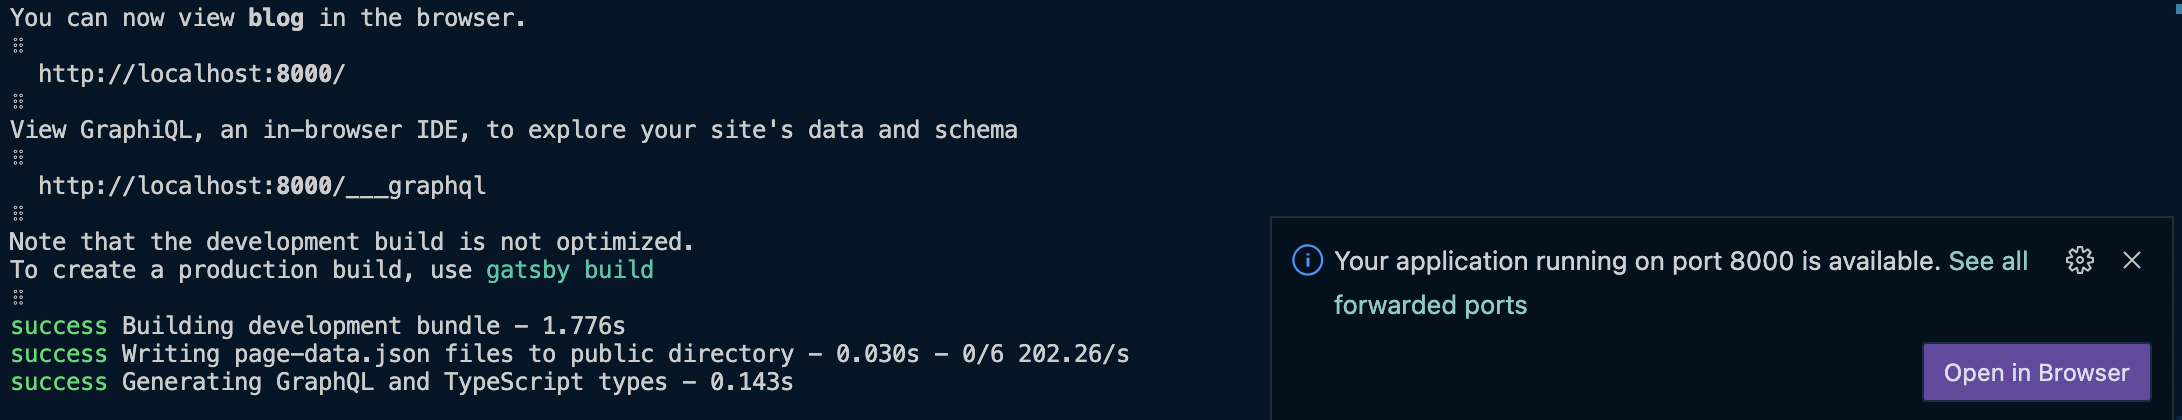 You can now view blog in the browser.
⠿
http://localhost:8000/
⠿
View GraphiQL, an in-browser IDE, to explore your site's data and schema
⠿
http://localhost:8000/___graphql
⠿
Note that the development build is not optimized.
To create a production build, use gatsby build
⠿
success Building development bundle - 1.776s
success Writing page-data.json files to public directory - 0.030s - 0/6 202.26/s
success Generating GraphQL and TypeScript types - 0.143s
Your application running on port 8000 is available. See all
forwarded ports
Open in Browser